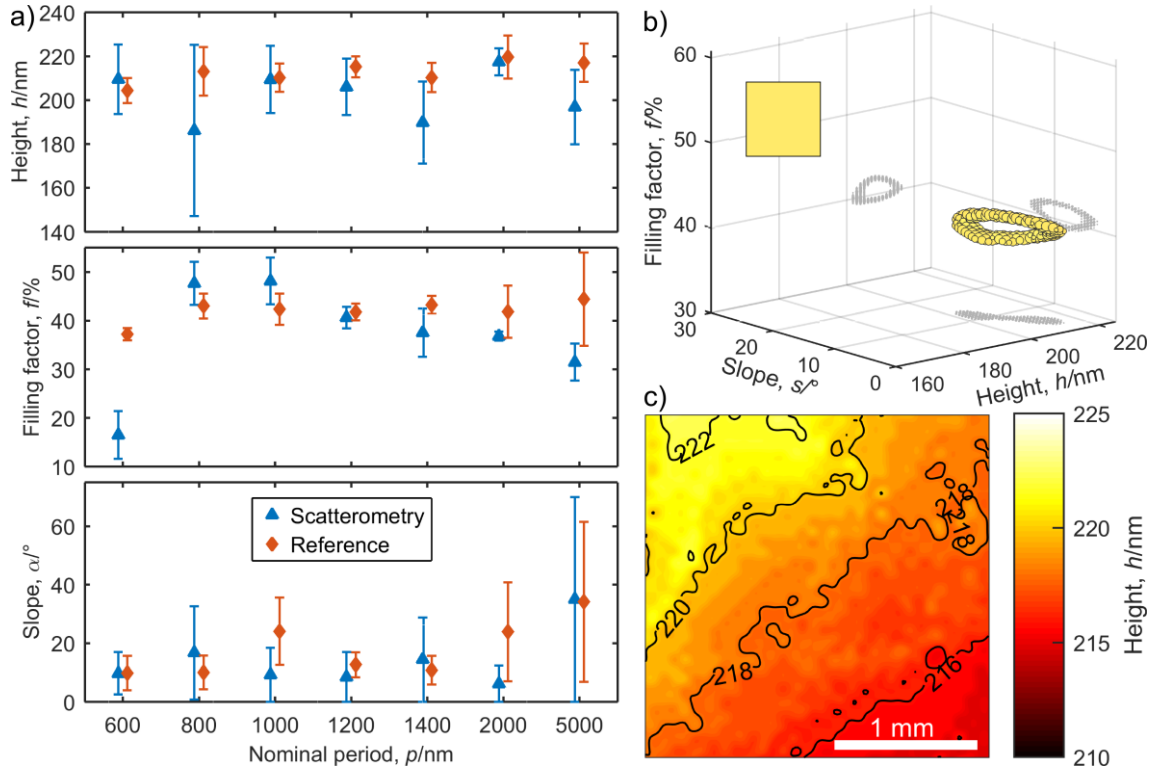 a)
Height, h/nm
240
220
200
180
160
140
Filling factor, f/%
50
40
30
20
10
Slope, α/°
60
40
20
0
Scatterometry
Reference
600 800 1000 1200 1400 2000 5000
Nominal period, p/nm
b)
Filling factor, f/%
60
50
40
30
30
20
10
0
Slope, s/°
160
180
200
220
Height, h/nm
c)
222
220
218
218
218
216
1 mm
225
220
215
210
Height, h/nm